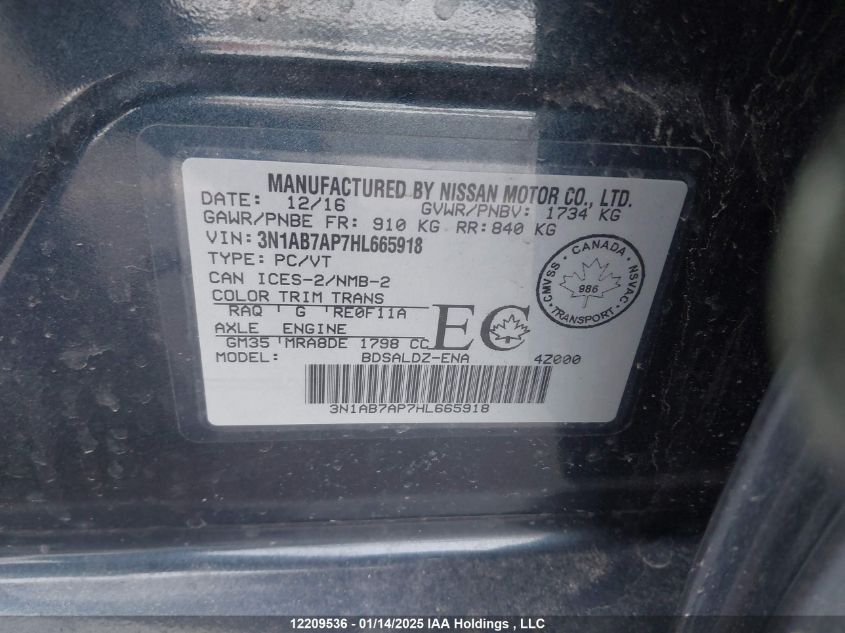 MANUFACTURED BY NISSAN MOTOR CO., LTD.
DATE: 12/16 GVWR/PNBV: 1734 KG
GAWR/PNBE FR: 910 KG RR: 840 KG
VIN: 3N1AB7AP7HL665918
TYPE: PC/VT
CAN ICES-2/NMB-2
COLOR TRIM TRANS
RAQ G RE0F11A
AXLE ENGINE
GM35 MRA8DE 1798 CC
MODEL: BDSALDZ-ENA 4Z000
EC
CANADA
CMVSS NSVAC
986
TRANSPORT
3N1AB7AP7HL665918
12209536 - 01/14/2025 IAA Holdings , LLC